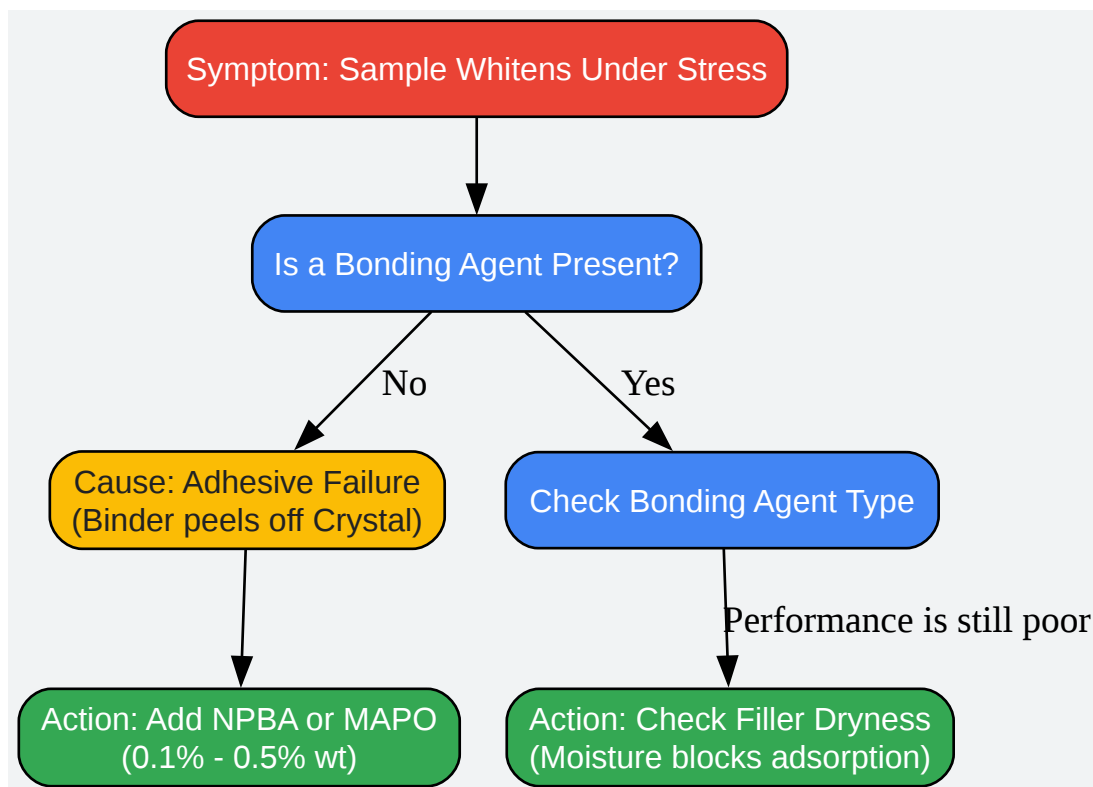 Symptom: Sample Whitens Under Stress
Is a Bonding Agent Present?
No
Yes
Cause: Adhesive Failure
(Binder peels off Crystal)
Check Bonding Agent Type
Performance is still poor
Action: Add NPBA or MAPO
(0.1% - 0.5% wt)
Action: Check Filler Dryness
(Moisture blocks adsorption)